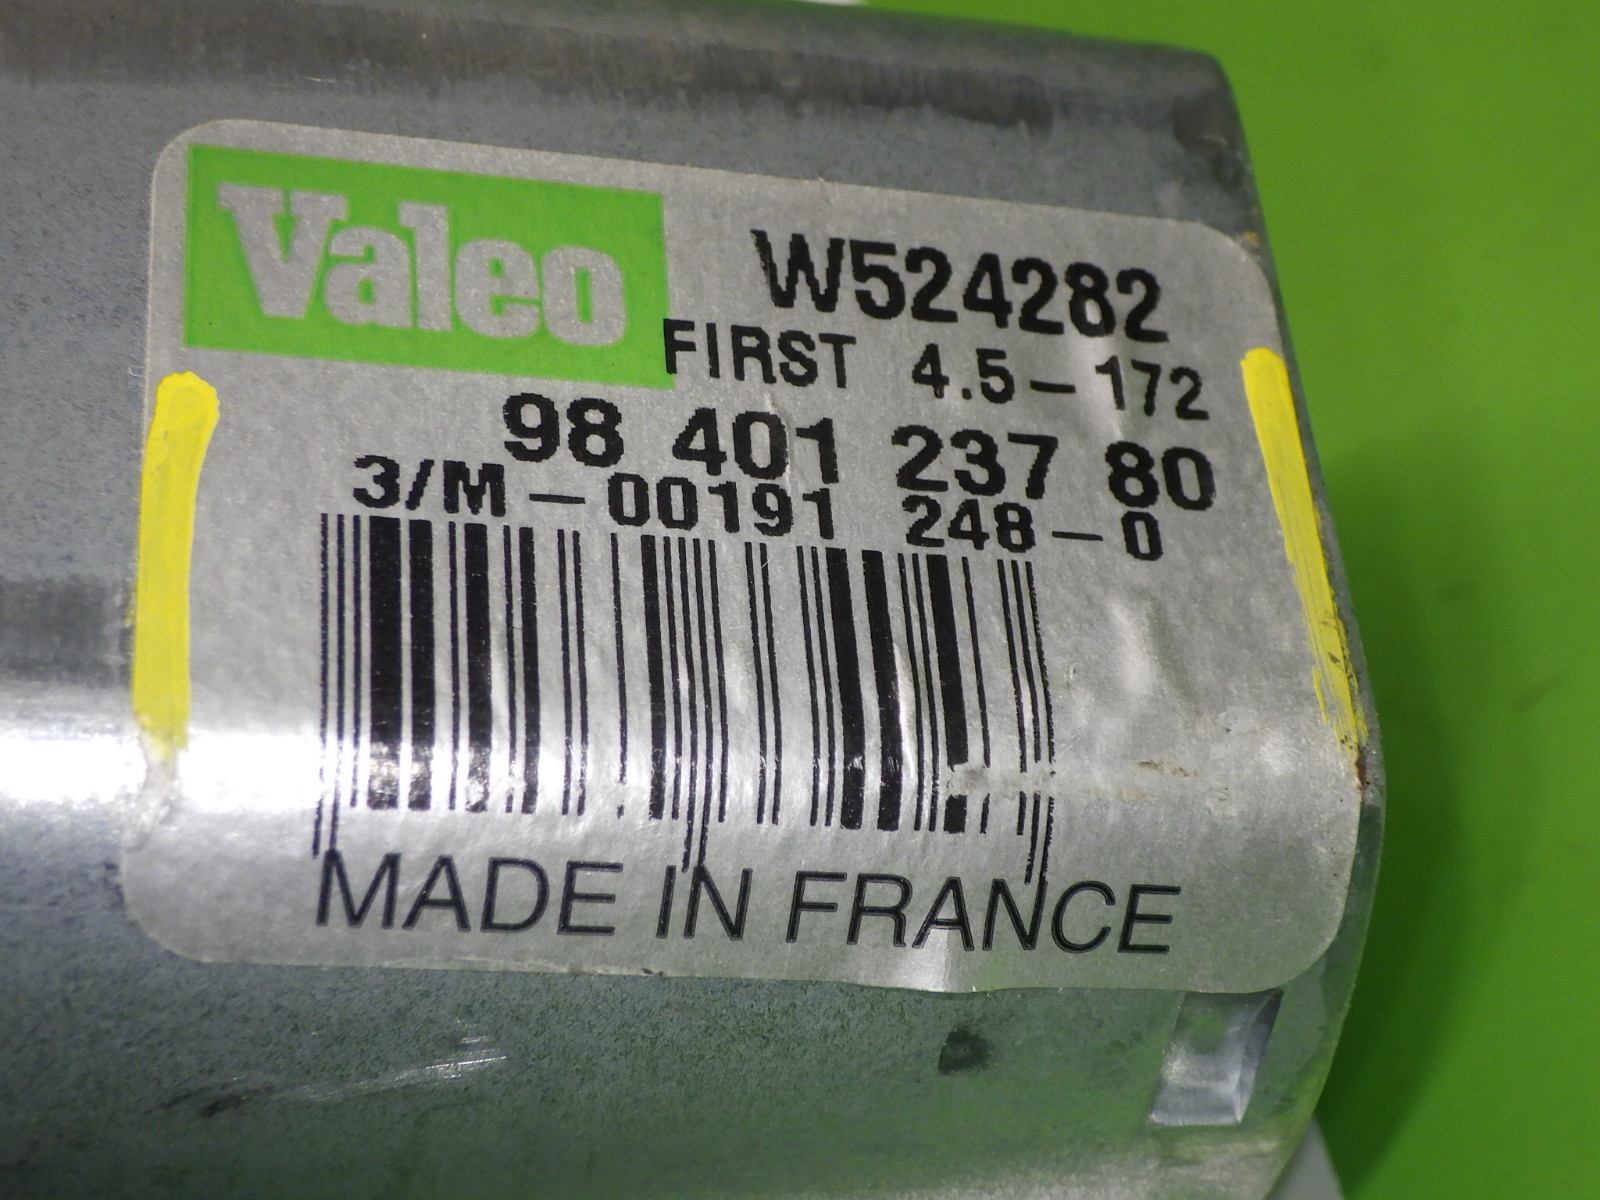 Valeo
W524282
FIRST 4.5-172
98 401 237 80
3/M-00191 248-0
MADE IN FRANCE